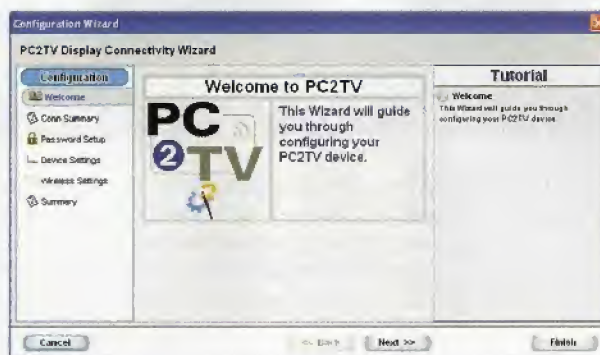 Configuration Wizard
PC2TV Display Connectivity Wizard
Configuration
Welcome
Conn Summary
Password Setup
Device Settings
Wireless Settings
Summary
Welcome to PC2TV
PC
2TV
This Wizard will guide
you through
configuring your
PC2TV device.
Tutorial
Welcome
This Wizard will guide you through
configuring your PC2TV device
Cancel
<< Back
Next >>
Finish